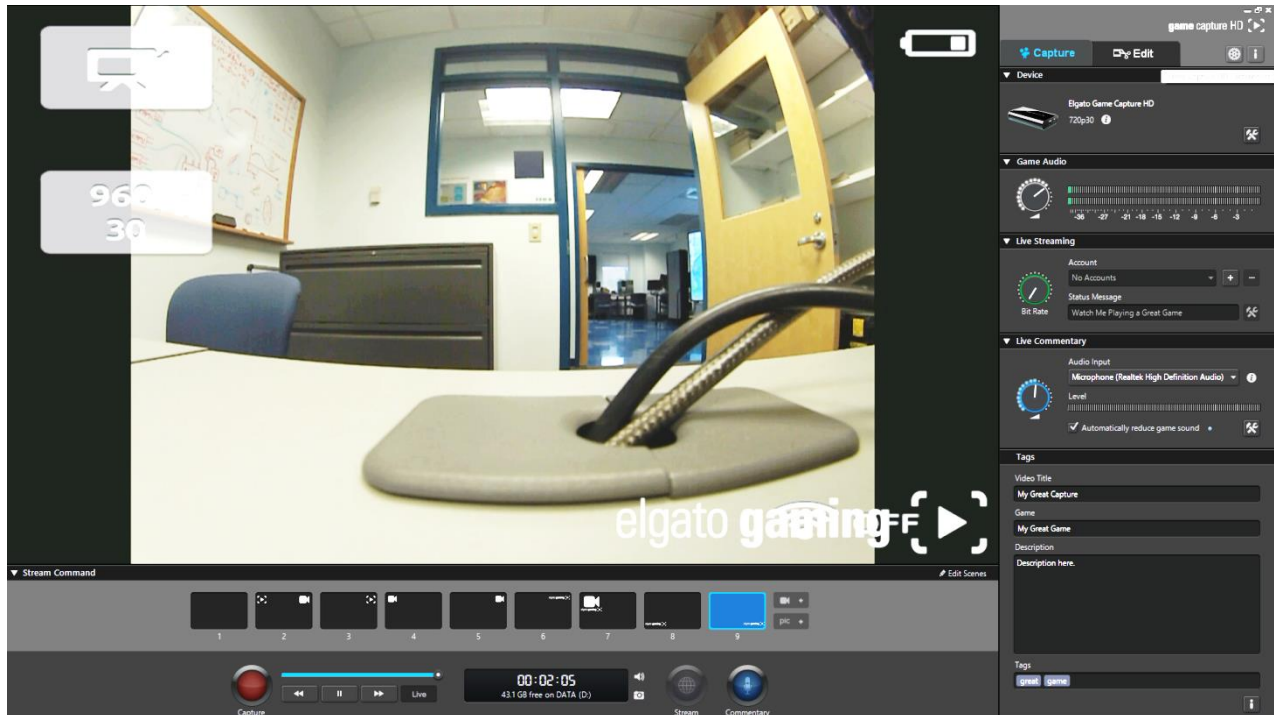 game capture HD
Capture
Edit
Device
Elgato Game Capture HD
720p30
Game Audio
-36 -27 -21 -18 -15 -12 -9 -6 -3
Live Streaming
Account
No Accounts
Status Message
Bit Rate
Watch Me Playing a Great Game
Live Commentary
Audio Input
Microphone (Realtek High Definition Audio)
Level
Automatically reduce game sound
Tags
Video Title
My Great Capture
Game
My Great Game
Description
Description here.
Tags
great game
960
30
elgato gaming
Stream Command
Edit Scenes
1 2 3 4 5 6 7 8 9
pic +
Live
00:02:05
43.1 GB free on DATA (D:)
Capture
Stream
Commentary